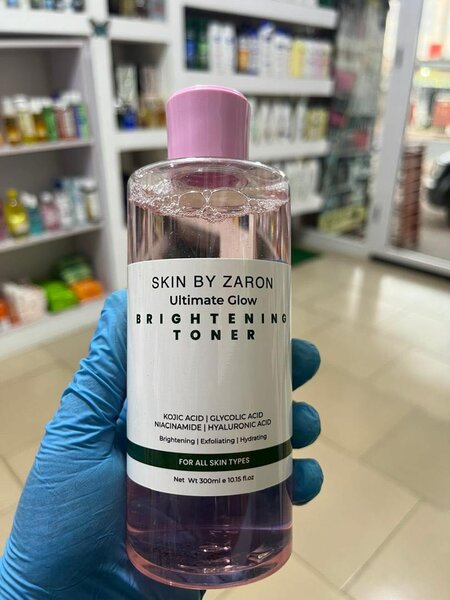 SKIN BY ZARON
Ultimate Glow
BRIGHTENING
TONER
KOJIC ACID | GLYCOLIC ACID
NIACINAMIDE | HYALURONIC ACID
Brightening | Exfoliating | Hydrating
FOR ALL SKIN TYPES
Net Wt 300ml e 10.15 fl.oz